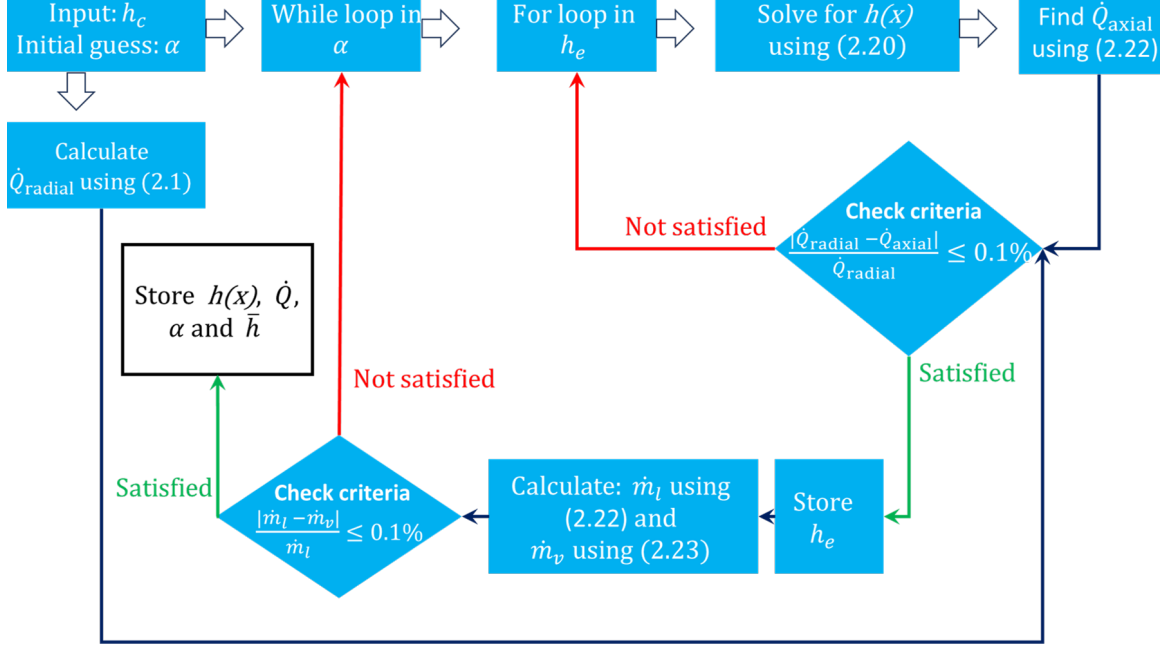 Input: h_c
Initial guess: α
While loop in
α
For loop in
h_e
Solve for h(x)
using (2.20)
Find Q̇_axial
using (2.22)
Calculate
Q̇_radial using (2.1)
Check criteria
|Q̇_radial −Q̇_axial|
Q̇_radial
≤ 0.1%
Not satisfied
Satisfied
Store
h_e
Calculate: ṁ_l using
(2.22) and
ṁ_v using (2.23)
Check criteria
|ṁ_l −ṁ_v|
ṁ_l
≤ 0.1%
Not satisfied
Satisfied
Store h(x), Q̇,
α and h̄